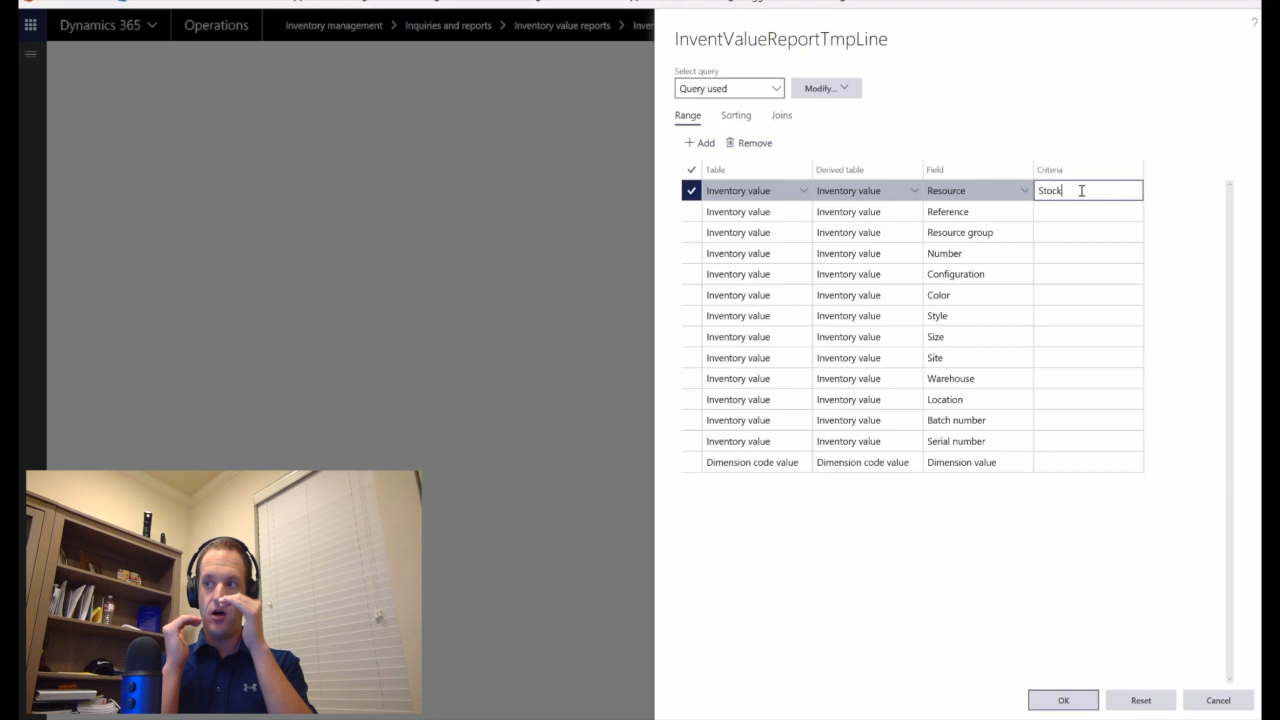 Dynamics 365 Operations Inventory management > Inquiries and reports > Inventory value reports >
?
InventValueReportTmpLine
Select query
Query used Modify...
Range Sorting Joins
+ Add Remove
Table Derived table Field Criteria
Inventory value Inventory value Resource Stock
Inventory value Inventory value Reference
Inventory value Inventory value Resource group
Inventory value Inventory value Number
Inventory value Inventory value Configuration
Inventory value Inventory value Color
Inventory value Inventory value Style
Inventory value Inventory value Size
Inventory value Inventory value Site
Inventory value Inventory value Warehouse
Inventory value Inventory value Location
Inventory value Inventory value Batch number
Inventory value Inventory value Serial number
Dimension code value Dimension code value Dimension value
OK Reset Cancel